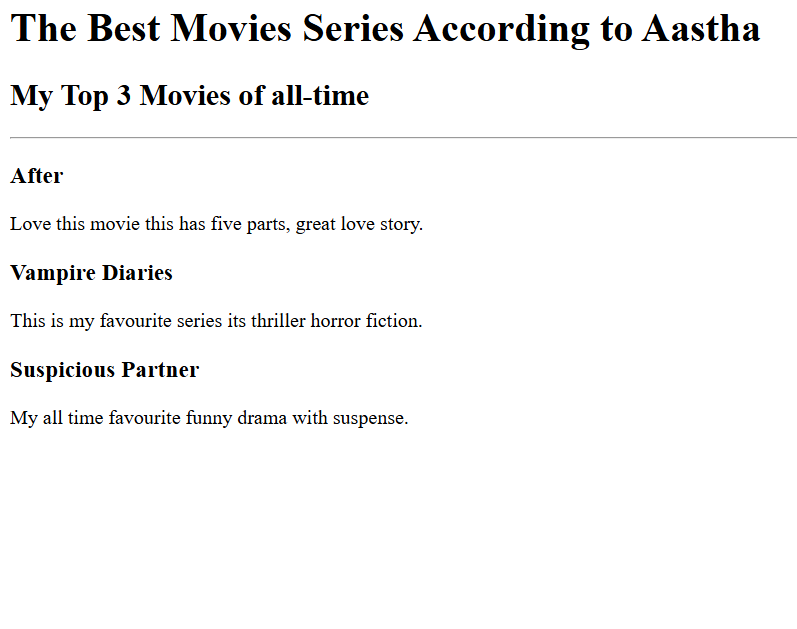 The Best Movies Series According to Aastha
My Top 3 Movies of all-time
After
Love this movie this has five parts, great love story.
Vampire Diaries
This is my favourite series its thriller horror fiction.
Suspicious Partner
My all time favourite funny drama with suspense.